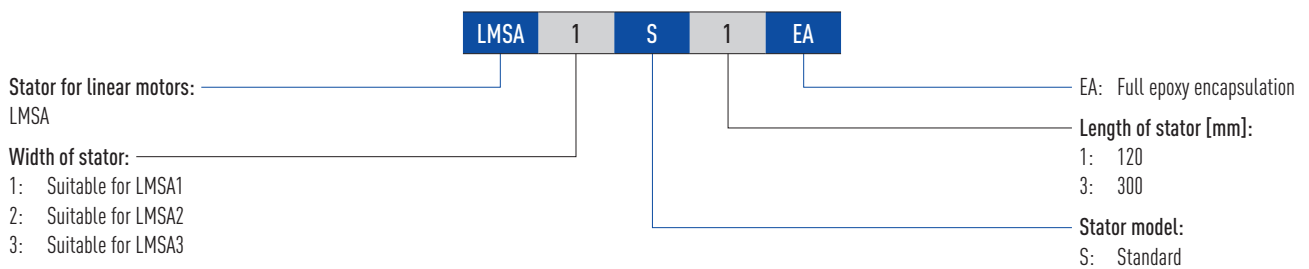 LMSA 1 S 1 EA
Stator for linear motors:
LMSA
Width of stator:
1: Suitable for LMSA1
2: Suitable for LMSA2
3: Suitable for LMSA3
EA: Full epoxy encapsulation
Length of stator [mm]:
1: 120
3: 300
Stator model:
S: Standard